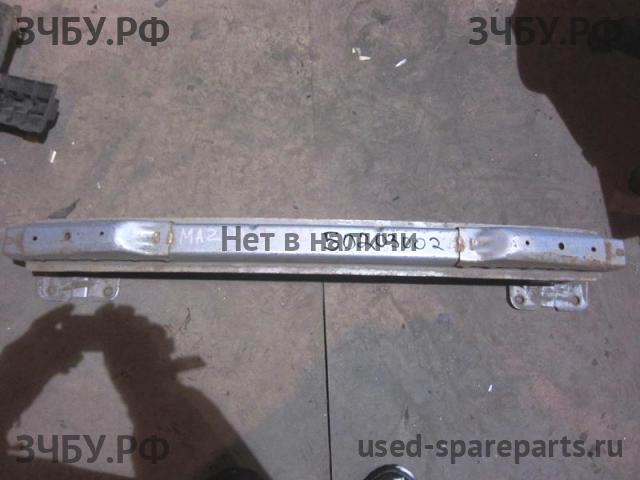 ЗЧБУ.РФ ЗЧБУ.РФ
MAZ
Нет в наличии
ЗЧБУ.РФ used-spareparts.ru